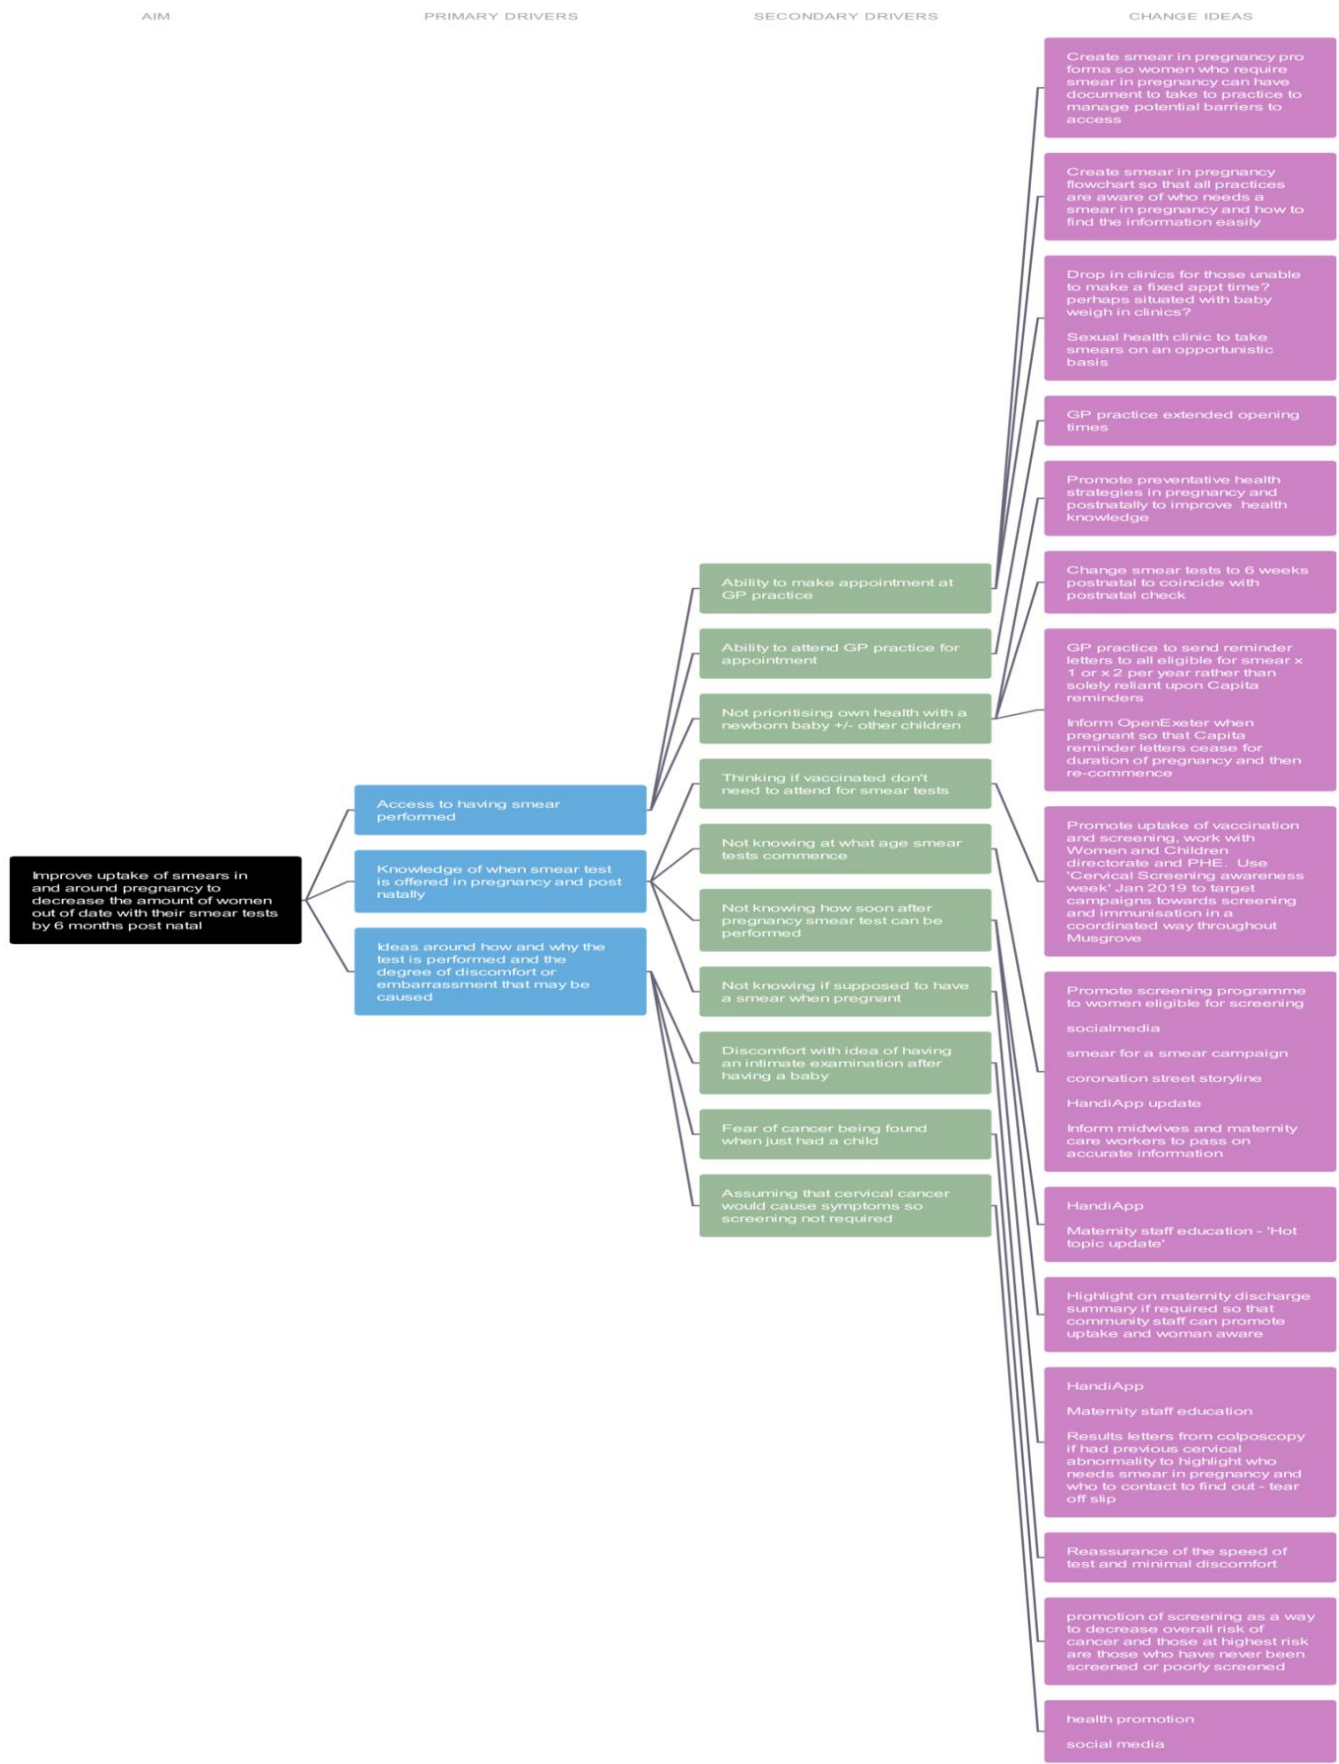 AIM
PRIMARY DRIVERS
SECONDARY DRIVERS
CHANGE IDEAS
Improve uptake of smears in
and around pregnancy to
decrease the amount of women
out of date with their smear tests
by 6 months post natal
Access to having smear
performed
Knowledge of when smear test
is offered in pregnancy and post
natally
Ideas around how and why the
test is performed and the
degree of discomfort or
embarrassment that may be
caused
Ability to make appointment at
GP practice
Ability to attend GP practice for
appointment
Not prioritising own health with a
newborn baby +/- other children
Thinking if vaccinated don't
need to attend for smear tests
Not knowing at what age smear
tests commence
Not knowing how soon after
pregnancy smear test can be
performed
Not knowing if supposed to have
a smear when pregnant
Discomfort with idea of having
an intimate examination after
having a baby
Fear of cancer being found
when just had a child
Assuming that cervical cancer
would cause symptoms so
screening not required
Create smear in pregnancy pro
forma so women who require
smear in pregnancy can have
document to take to practice to
manage potential barriers to
access
Create smear in pregnancy
flowchart so that all practices
are aware of who needs a
smear in pregnancy and how to
find the information easily
Drop in clinics for those unable
to make a fixed appt time?
perhaps situated with baby
weigh in clinics?
Sexual health clinic to take
smears on an opportunistic
basis
GP practice extended opening
times
Promote preventative health
strategies in pregnancy and
postnatally to improve health
knowledge
Change smear tests to 6 weeks
postnatal to coincide with
postnatal check
GP practice to send reminder
letters to all eligible for smear x
1 or x 2 per year rather than
solely reliant upon Capita
reminders
Inform OpenExeter when
pregnant so that Capita
reminder letters cease for
duration of pregnancy and then
re-commence
Promote uptake of vaccination
and screening, work with
Women and Children
directorate and PHE. Use
'Cervical Screening awareness
week' Jan 2019 to target
campaigns towards screening
and immunisation in a
coordinated way throughout
Musgrove
Promote screening programme
to women eligible for screening
socialmedia
smear for a smear campaign
coronation street storyline
HandiApp update
Inform midwives and maternity
care workers to pass on
accurate information
HandiApp
Maternity staff education - 'Hot
topic update'
Highlight on maternity discharge
summary if required so that
community staff can promote
uptake and woman aware
HandiApp
Maternity staff education
Results letters from colposcopy
if had previous cervical
abnormality to highlight who
needs smear in pregnancy and
who to contact to find out - tear
off slip
Reassurance of the speed of
test and minimal discomfort
promotion of screening as a way
to decrease overall risk of
cancer and those at highest risk
are those who have never been
screened or poorly screened
health promotion
social media